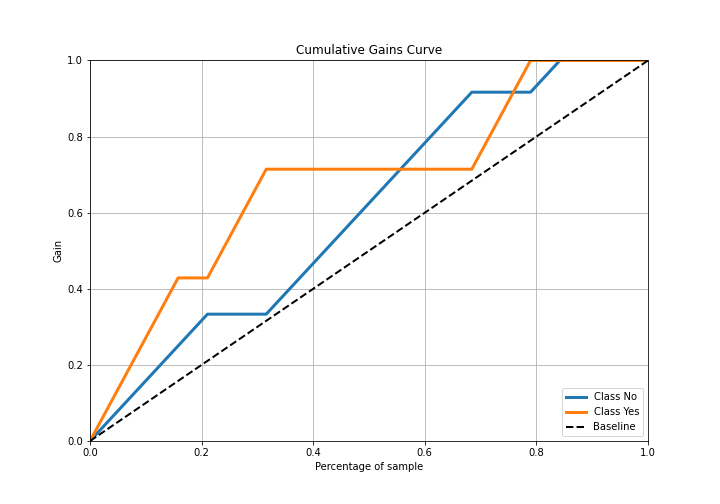 Cumulative Gains Curve
1.0
0.8
0.6
0.4
0.2
0.0
Gain
0.0 0.2 0.4 0.6 0.8 1.0
Percentage of sample
Class No
Class Yes
Baseline